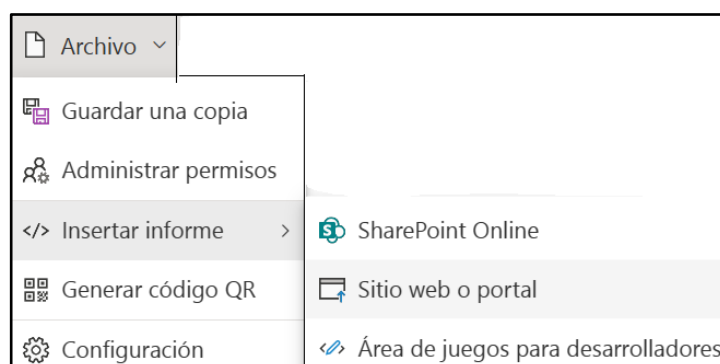 Archivo
Guardar una copia
Administrar permisos
Insertar informe
SharePoint Online
Generar código QR
Sitio web o portal
Configuración
Área de juegos para desarrolladores